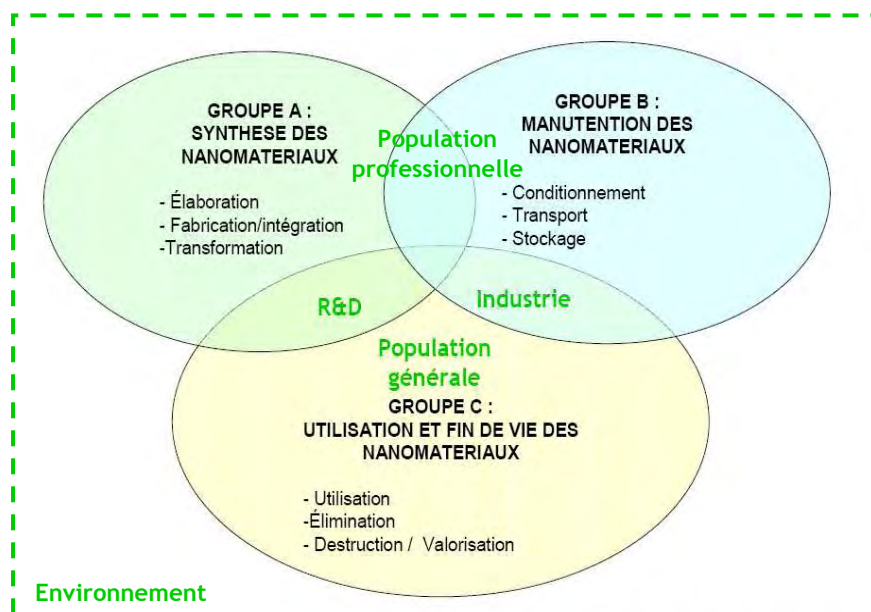 GROUPE A :
SYNTHESE DES
NANOMATERIAUX
- Élaboration
- Fabrication/intégration
-Transformation
Population
professionnelle
GROUPE B :
MANUTENTION DES
NANOMATERIAUX
- Conditionnement
- Transport
- Stockage
R&D
Industrie
Population
générale
GROUPE C :
UTILISATION ET FIN DE VIE DES
NANOMATERIAUX
- Utilisation
-Élimination
- Destruction / Valorisation
Environnement